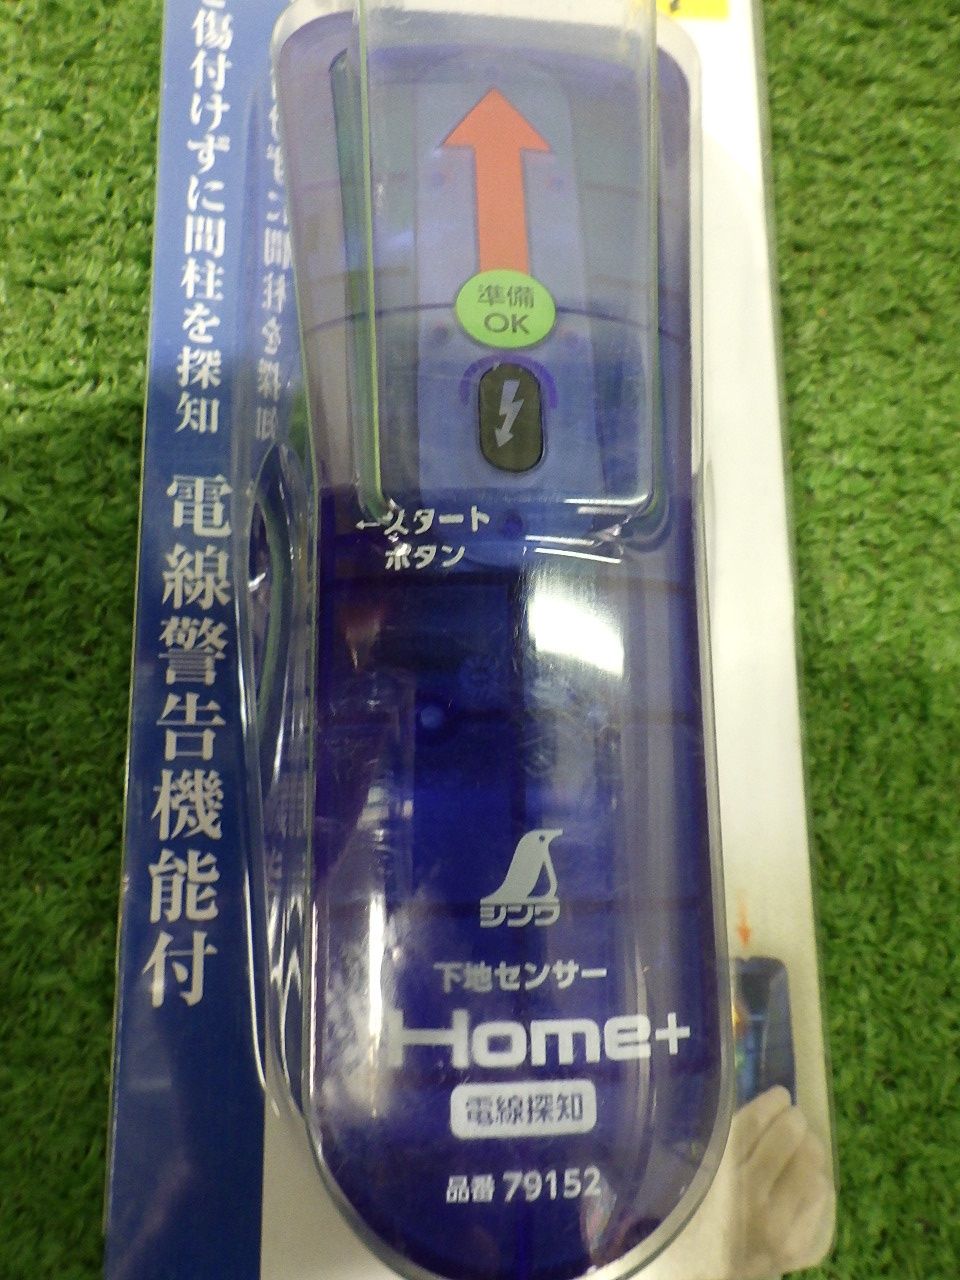 傷付けずに間柱を探知
電線警告機能付
準備
OK
←スタート
ボタン
シンワ
下地センサー
Home+
電線探知
品番 79152